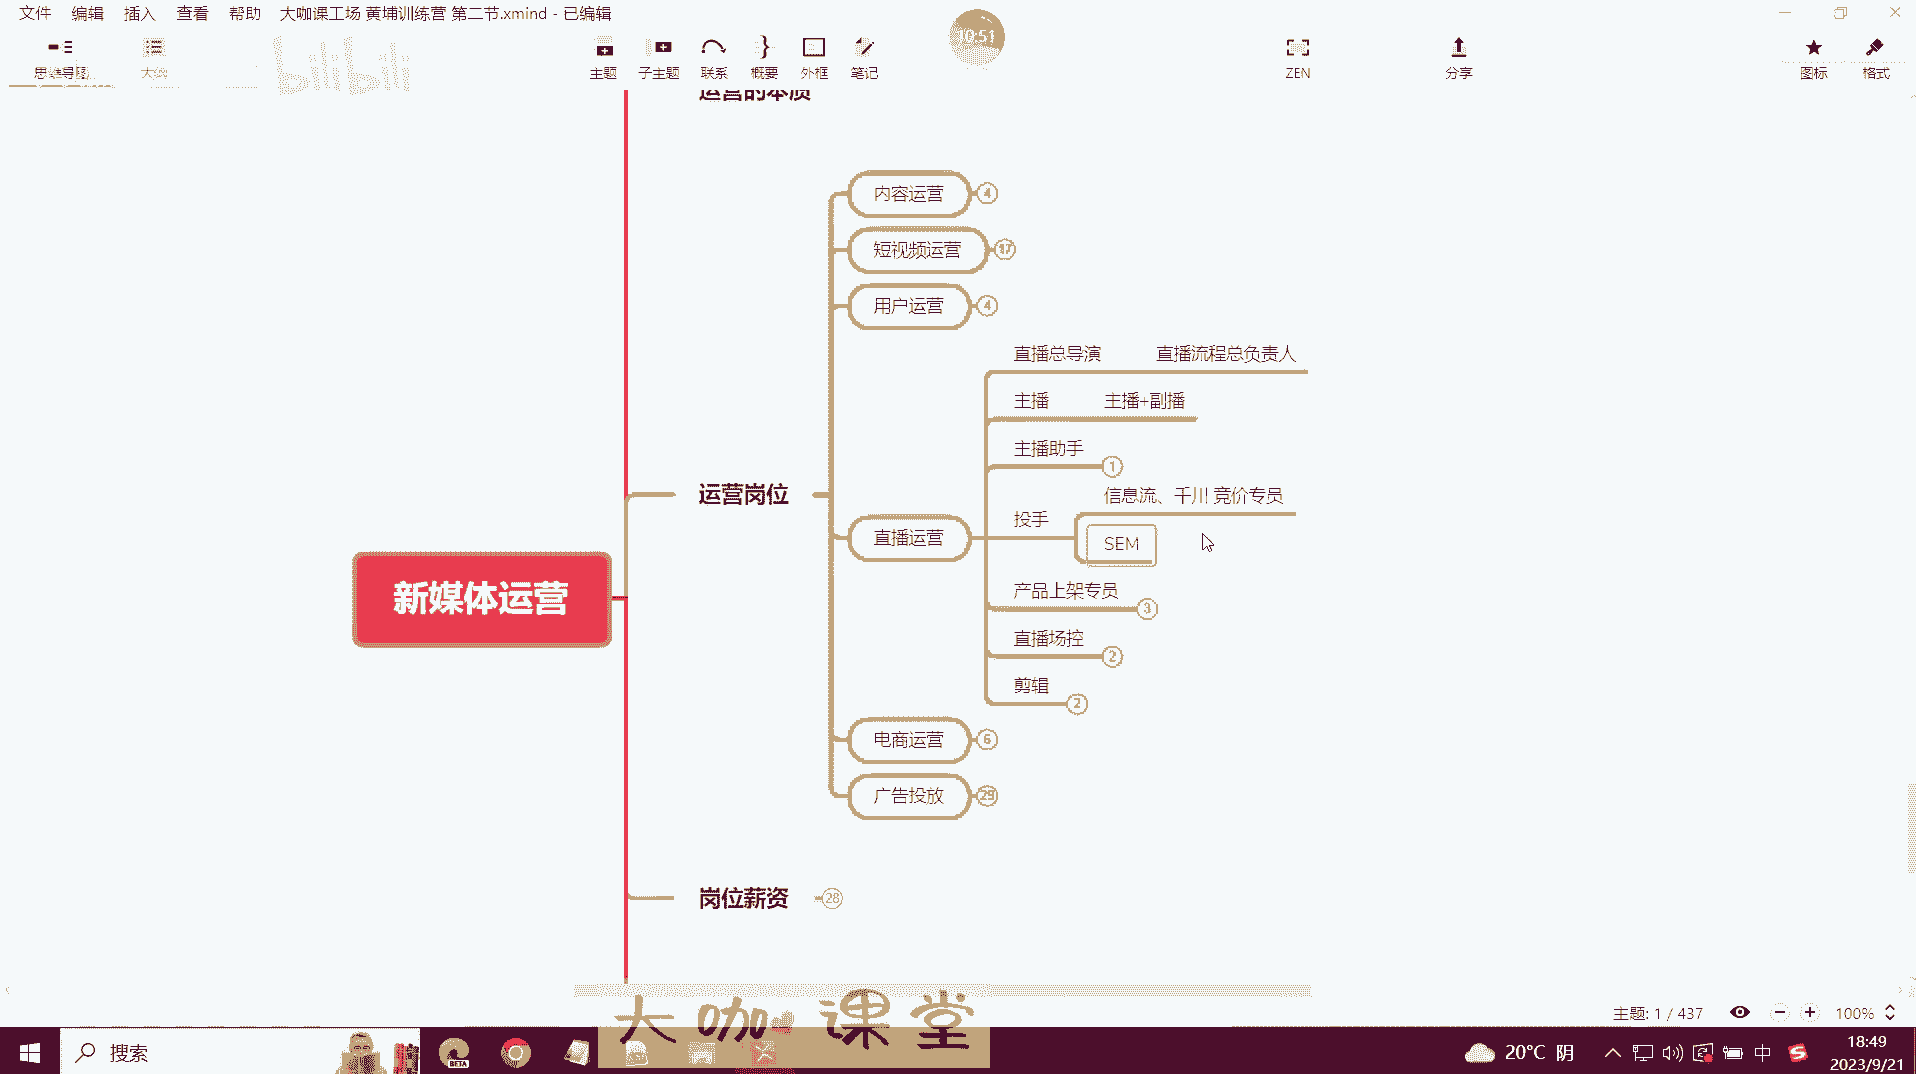 文件 编辑 插入 查看 帮助 大咖课工场 黄埔训练营 第二节.xmind - 已编辑
10:51
思维导图 大纲 主题 子主题 联系 概要 外框 笔记 ZEN 分享 图标 格式
bilibili
运营的本质
内容运营 4
短视频运营 17
用户运营 4
直播总导演 直播流程总负责人
主播 主播+副播
主播助手 1
信息流、千川 竞价专员
运营岗位
投手
直播运营
SEM
产品上架专员 3
新媒体运营
直播场控 2
剪辑 2
电商运营 6
广告投放 29
岗位薪资 28
主题: 1 / 437 100%
大咖课堂
搜索
BETA
20°C 阴
中
18:49
2023/9/21